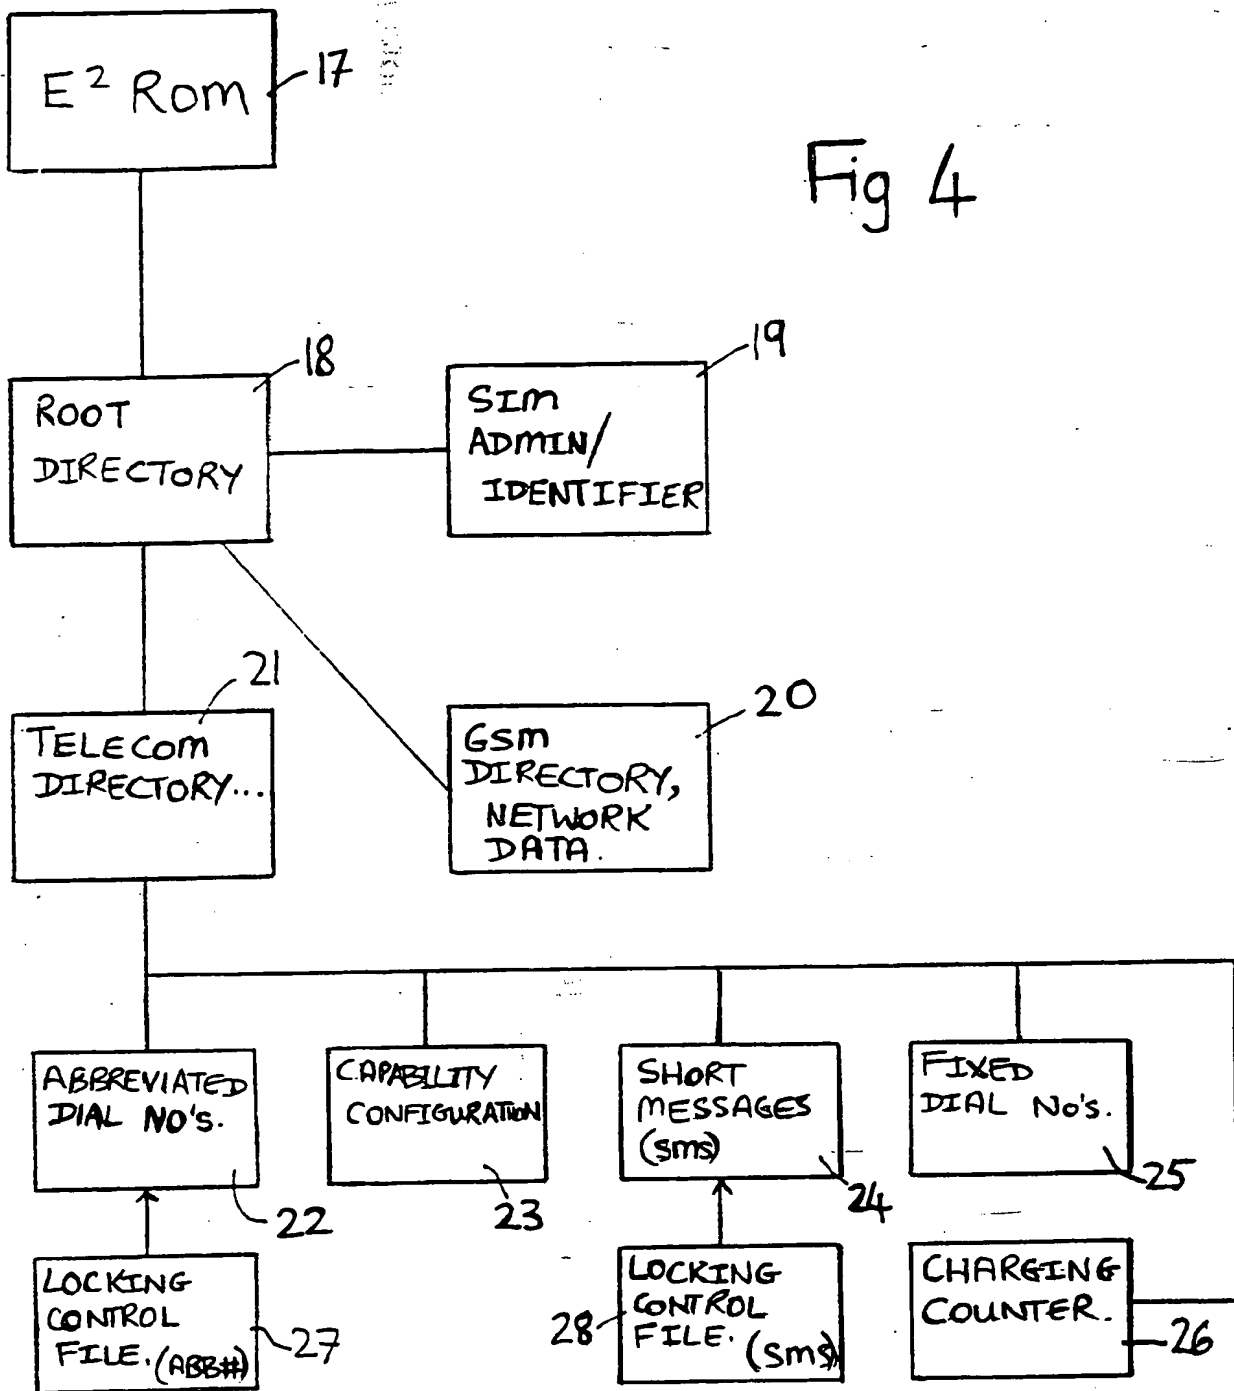 E² Rom
17
Fig 4
18
19
ROOT
DIRECTORY
SIM
ADMIN/
IDENTIFIER
21
20
TELECOM
DIRECTORY...
GSM
DIRECTORY,
NETWORK
DATA.
ABBREVIATED
DIAL NO'S.
22
CAPABILITY
CONFIGURATION
23
SHORT
MESSAGES
(SMS)
24
FIXED
DIAL No's.
25
LOCKING
CONTROL
FILE. (ABB#)
27
28
LOCKING
CONTROL
FILE. (SMS)
CHARGING
COUNTER.
26